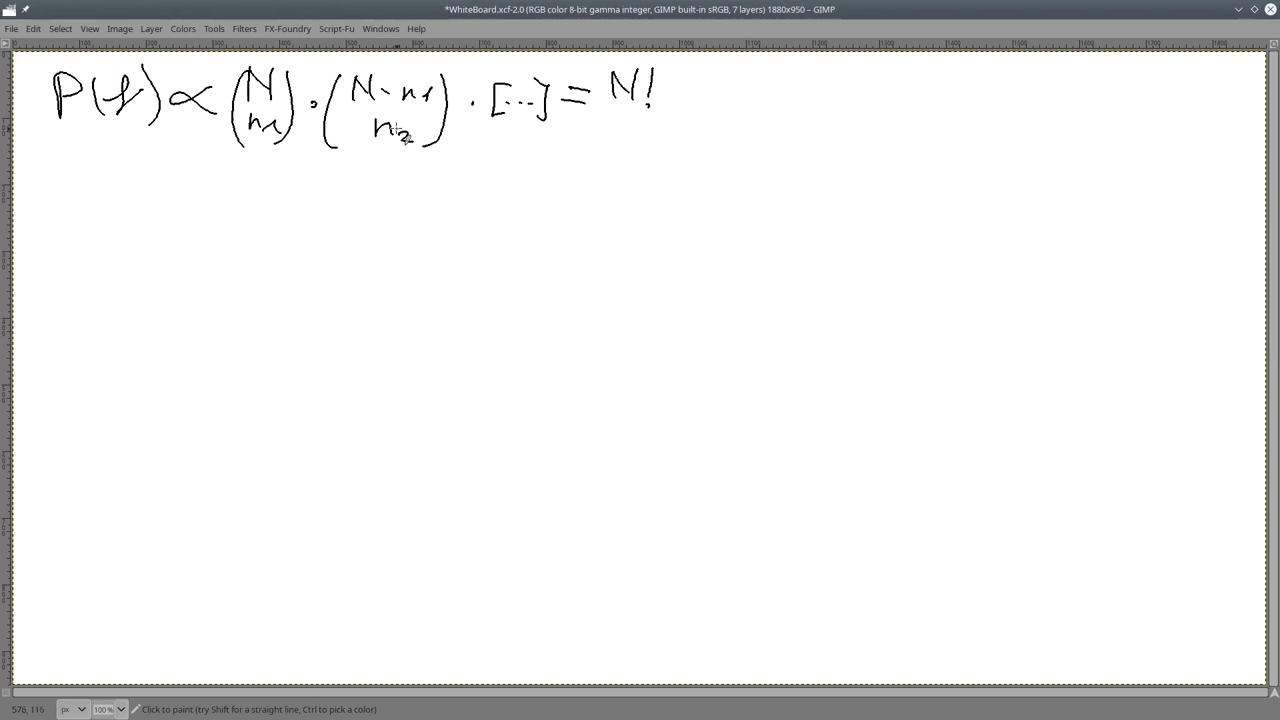 *WhiteBoard.xcf-2.0 (RGB color 8-bit gamma integer, GIMP built-in sRGB, 7 layers) 1880x950 – GIMP
File Edit Select View Image Layer Colors Tools Filters FX-Foundry Script-Fu Windows Help
P(f) ∝ (N n1) · (N - n1 n2) · [...] = N!
576, 116 px 100% Click to paint (try Shift for a straight line, Ctrl to pick a color)